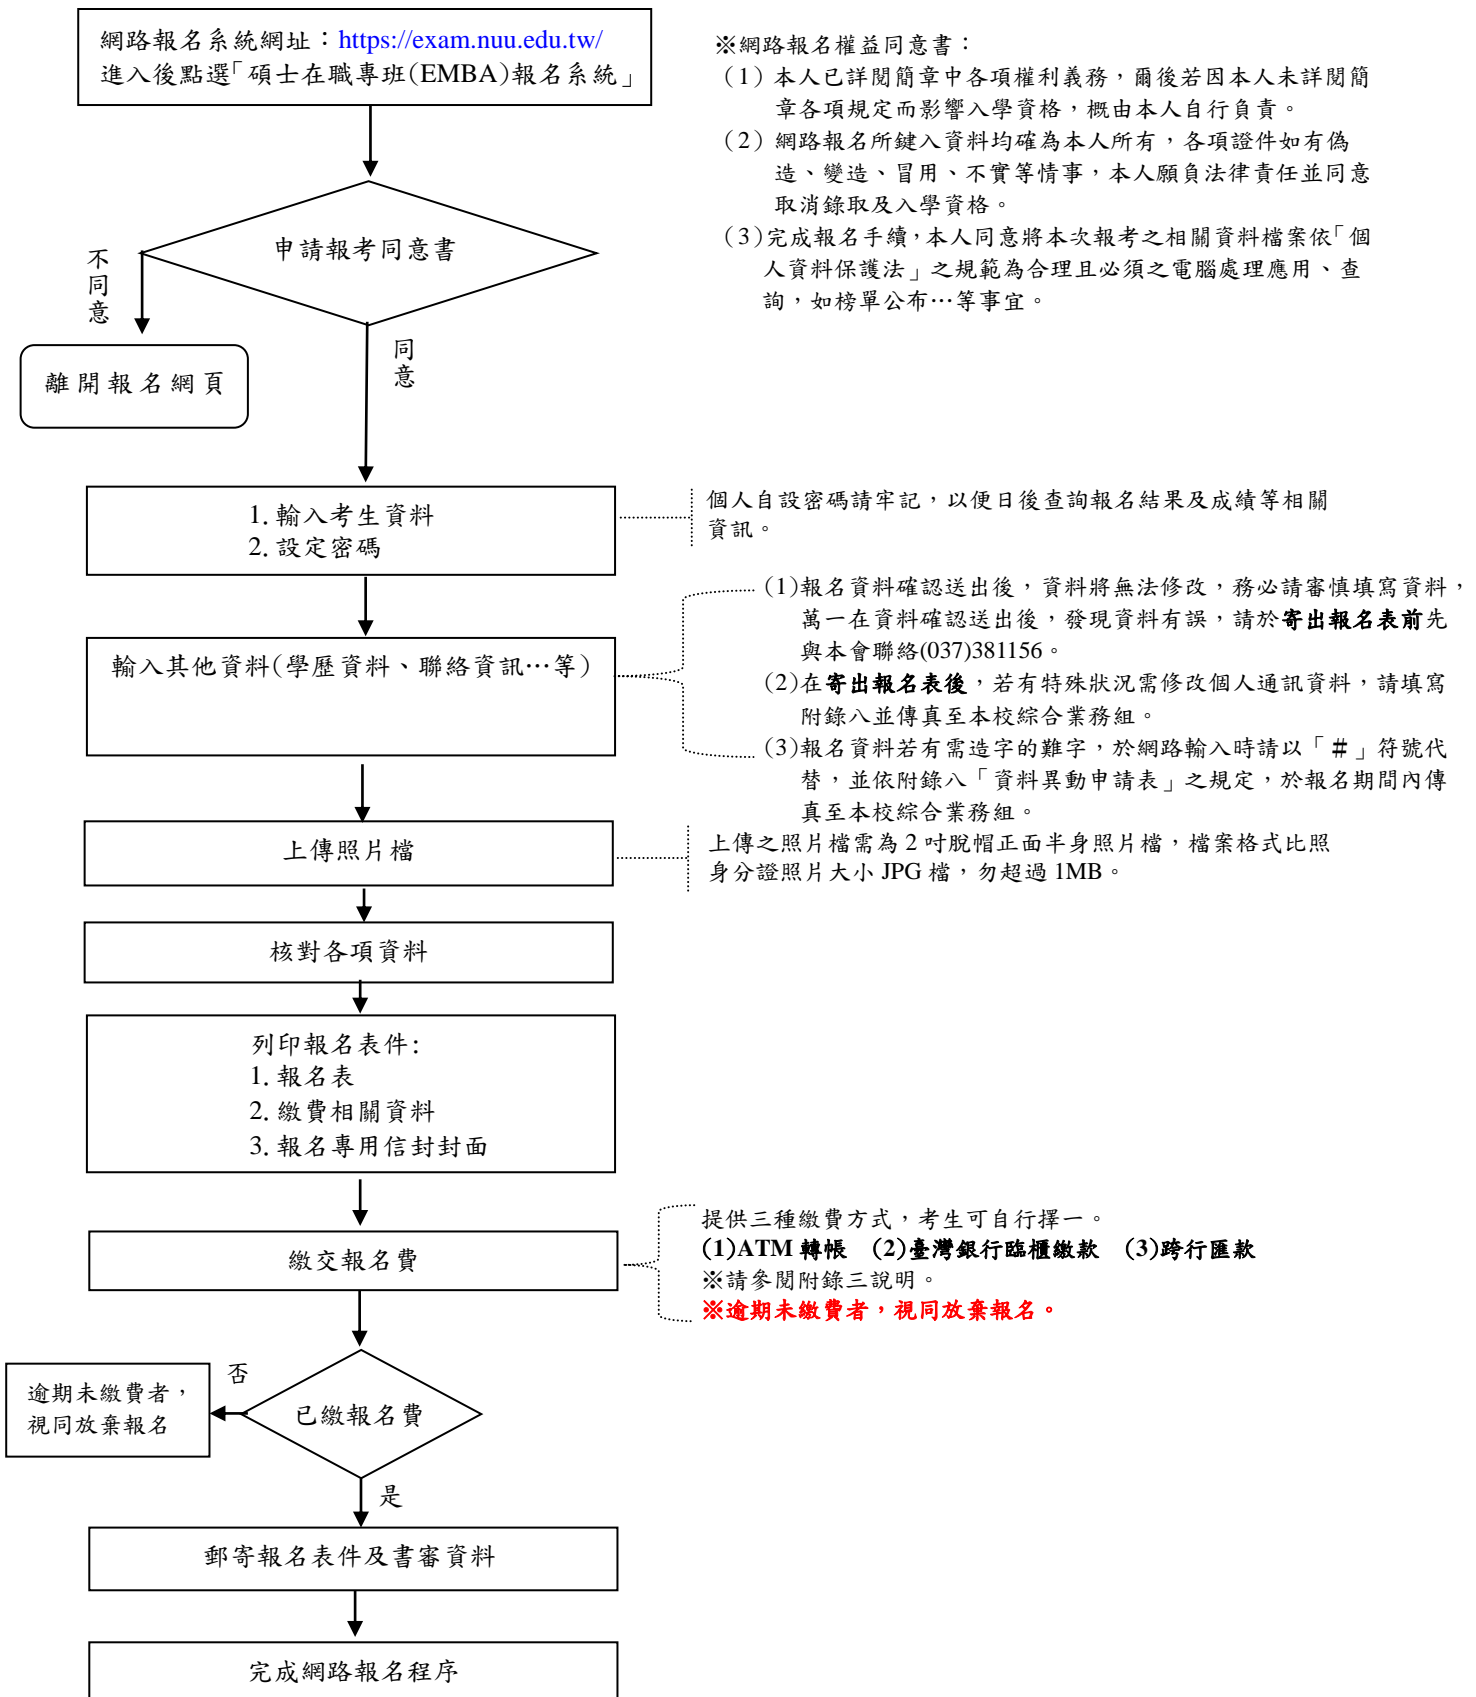 網路報名系統網址：https://exam.nuu.edu.tw/
進入後點選「碩士在職專班(EMBA)報名系統」
※網路報名權益同意書：
（1）本人已詳閱簡章中各項權利義務，爾後若因本人未詳閱簡
章各項規定而影響入學資格，概由本人自行負責。
（2）網路報名所鍵入資料均確為本人所有，各項證件如有偽
造、變造、冒用、不實等情事，本人願負法律責任並同意
取消錄取及入學資格。
（3）完成報名手續，本人同意將本次報考之相關資料檔案依「個
人資料保護法」之規範為合理且必須之電腦處理應用、查
詢，如榜單公布…等事宜。
申請報考同意書
不同意
離開報名網頁
同意
1. 輸入考生資料
2. 設定密碼
個人自設密碼請牢記，以便日後查詢報名結果及成績等相關
資訊。
輸入其他資料(學歷資料、聯絡資訊…等)
(1)報名資料確認送出後，資料將無法修改，務必請審慎填寫資料，
萬一在資料確認送出後，發現資料有誤，請於寄出報名表前先
與本會聯絡(037)381156。
(2)在寄出報名表後，若有特殊狀況需修改個人通訊資料，請填寫
附錄八並傳真至本校綜合業務組。
(3)報名資料若有需造字的難字，於網路輸入時請以「＃」符號代
替，並依附錄八「資料異動申請表」之規定，於報名期間內傳
真至本校綜合業務組。
上傳照片檔
上傳之照片檔需為 2 吋脫帽正面半身照片檔，檔案格式比照
身分證照片大小 JPG 檔，勿超過 1MB。
核對各項資料
列印報名表件:
1. 報名表
2. 繳費相關資料
3. 報名專用信封封面
繳交報名費
提供三種繳費方式，考生可自行擇一。
(1)ATM 轉帳 (2)臺灣銀行臨櫃繳款 (3)跨行匯款
※請參閱附錄三說明。
※逾期未繳費者，視同放棄報名。
已繳報名費
否
逾期未繳費者，
視同放棄報名
是
郵寄報名表件及書審資料
完成網路報名程序